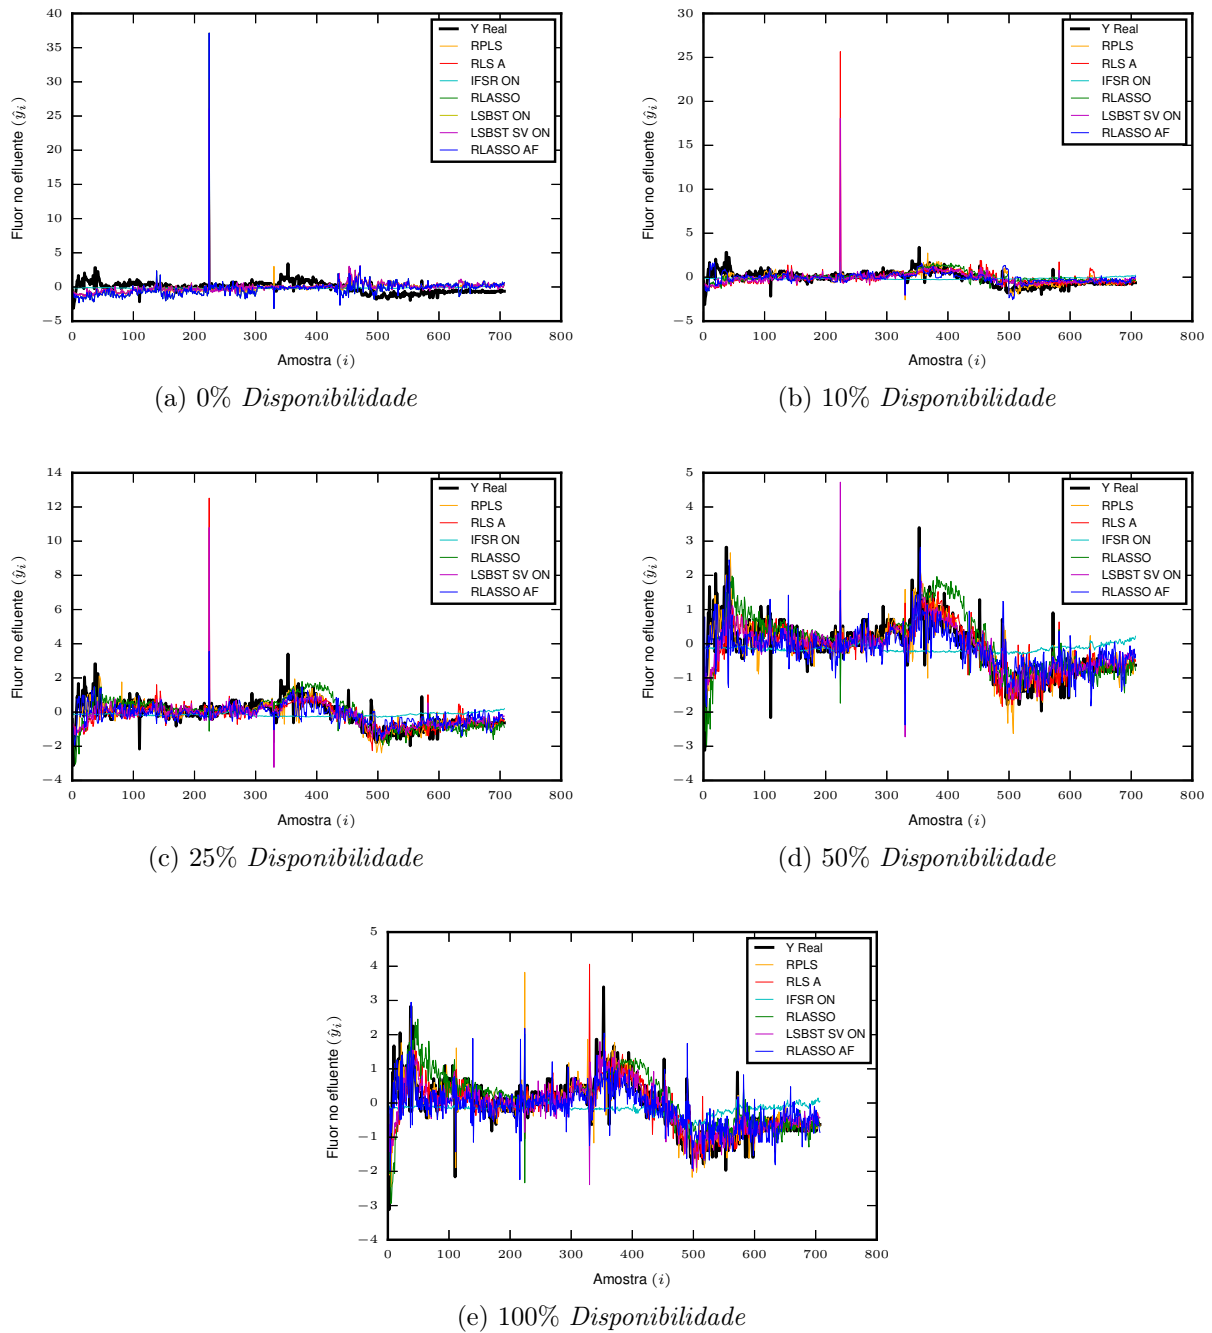 40
35
30
25
20
15
10
5
0
−5
Fluor no efluente (ŷᵢ)
Y Real
RPLS
RLS A
IFSR ON
RLASSO
LSBST ON
LSBST SV ON
RLASSO AF
0 100 200 300 400 500 600 700 800
Amostra (i)
(a) 0% Disponibilidade
30
25
20
15
10
5
0
−5
Fluor no efluente (ŷᵢ)
Y Real
RPLS
RLS A
IFSR ON
RLASSO
LSBST ON
LSBST SV ON
RLASSO AF
0 100 200 300 400 500 600 700 800
Amostra (i)
(b) 10% Disponibilidade
14
12
10
8
6
4
2
0
−2
−4
Fluor no efluente (ŷᵢ)
Y Real
RPLS
RLS A
IFSR ON
RLASSO
LSBST SV ON
RLASSO AF
0 100 200 300 400 500 600 700 800
Amostra (i)
(c) 25% Disponibilidade
5
4
3
2
1
0
−1
−2
−3
−4
Fluor no efluente (ŷᵢ)
Y Real
RPLS
RLS A
IFSR ON
RLASSO
LSBST SV ON
RLASSO AF
0 100 200 300 400 500 600 700 800
Amostra (i)
(d) 50% Disponibilidade
5
4
3
2
1
0
−1
−2
−3
−4
Fluor no efluente (ŷᵢ)
Y Real
RPLS
RLS A
IFSR ON
RLASSO
LSBST SV ON
RLASSO AF
0 100 200 300 400 500 600 700 800
Amostra (i)
(e) 100% Disponibilidade